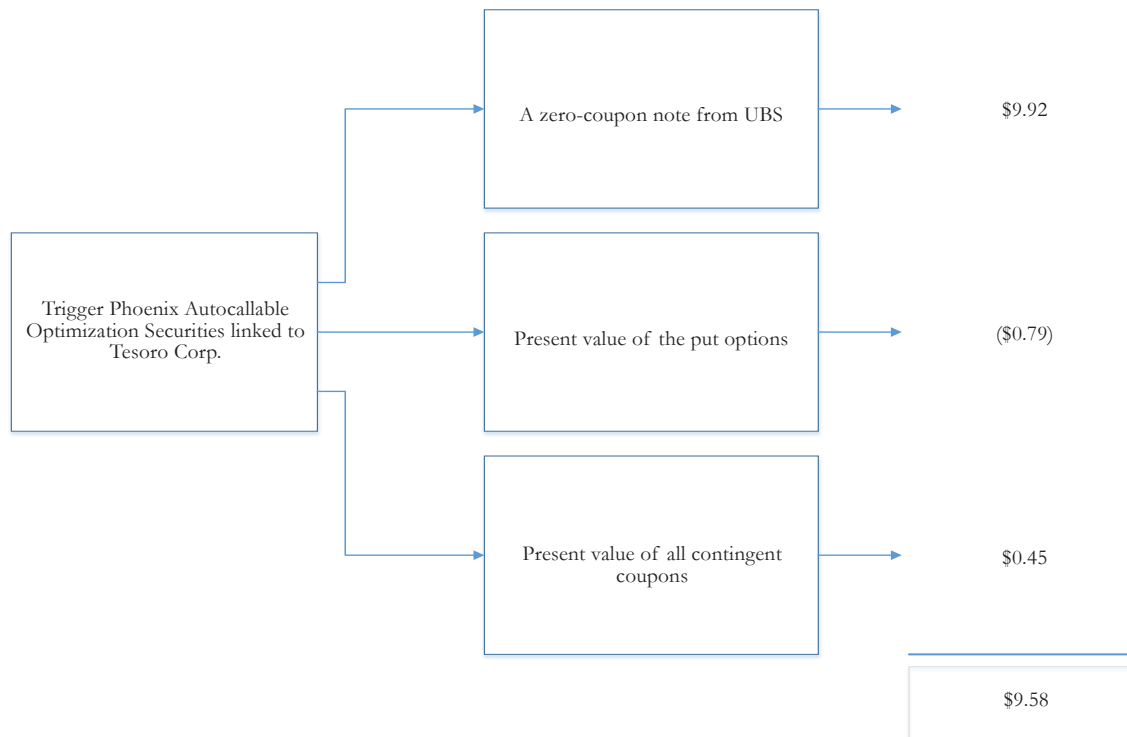 A zero-coupon note from UBS
$9.92
Trigger Phoenix Autocallable
Optimization Securities linked to
Tesoro Corp.
Present value of the put options
($0.79)
Present value of all contingent
coupons
$0.45
$9.58